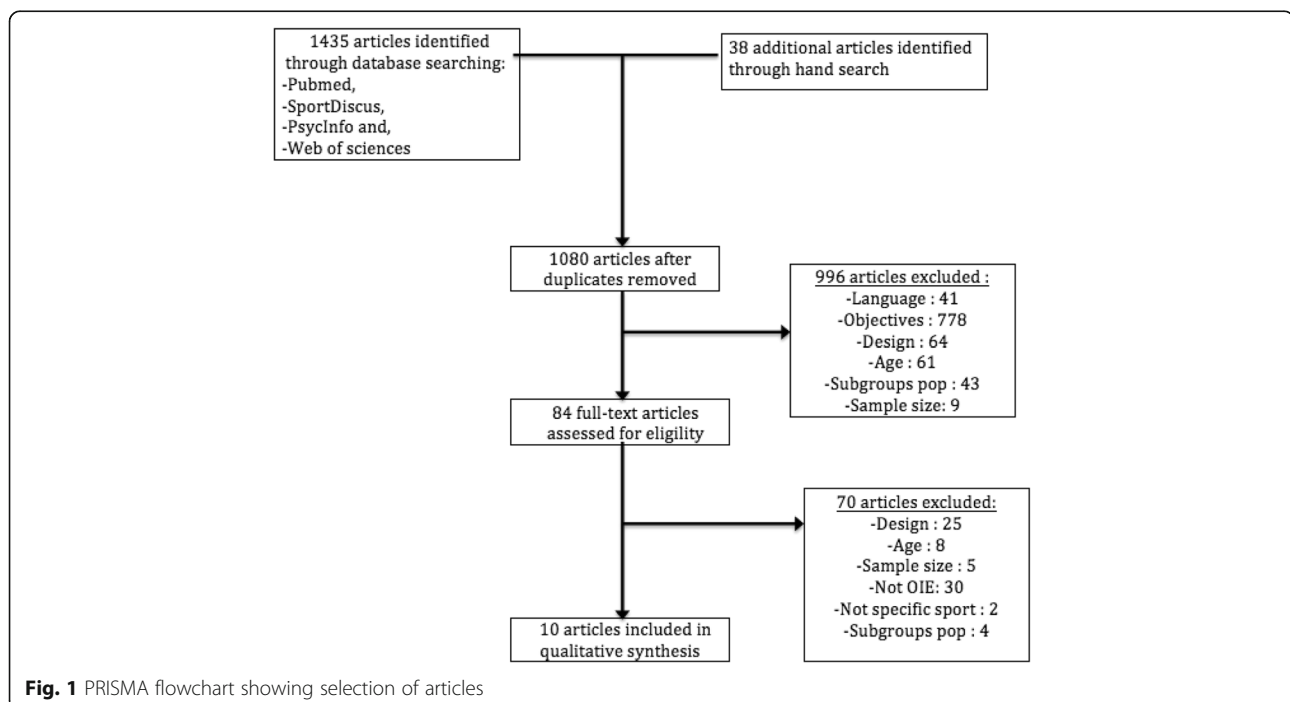 1435 articles identified
through database searching:
-Pubmed,
-SportDiscus,
-PsycInfo and,
-Web of sciences
38 additional articles identified
through hand search
1080 articles after
duplicates removed
996 articles excluded :
-Language : 41
-Objectives : 778
-Design : 64
-Age : 61
-Subgroups pop : 43
-Sample size: 9
84 full-text articles
assessed for eligility
70 articles excluded:
-Design : 25
-Age : 8
-Sample size : 5
-Not OIE: 30
-Not specific sport : 2
-Subgroups pop : 4
10 articles included in
qualitative synthesis
Fig. 1 PRISMA flowchart showing selection of articles